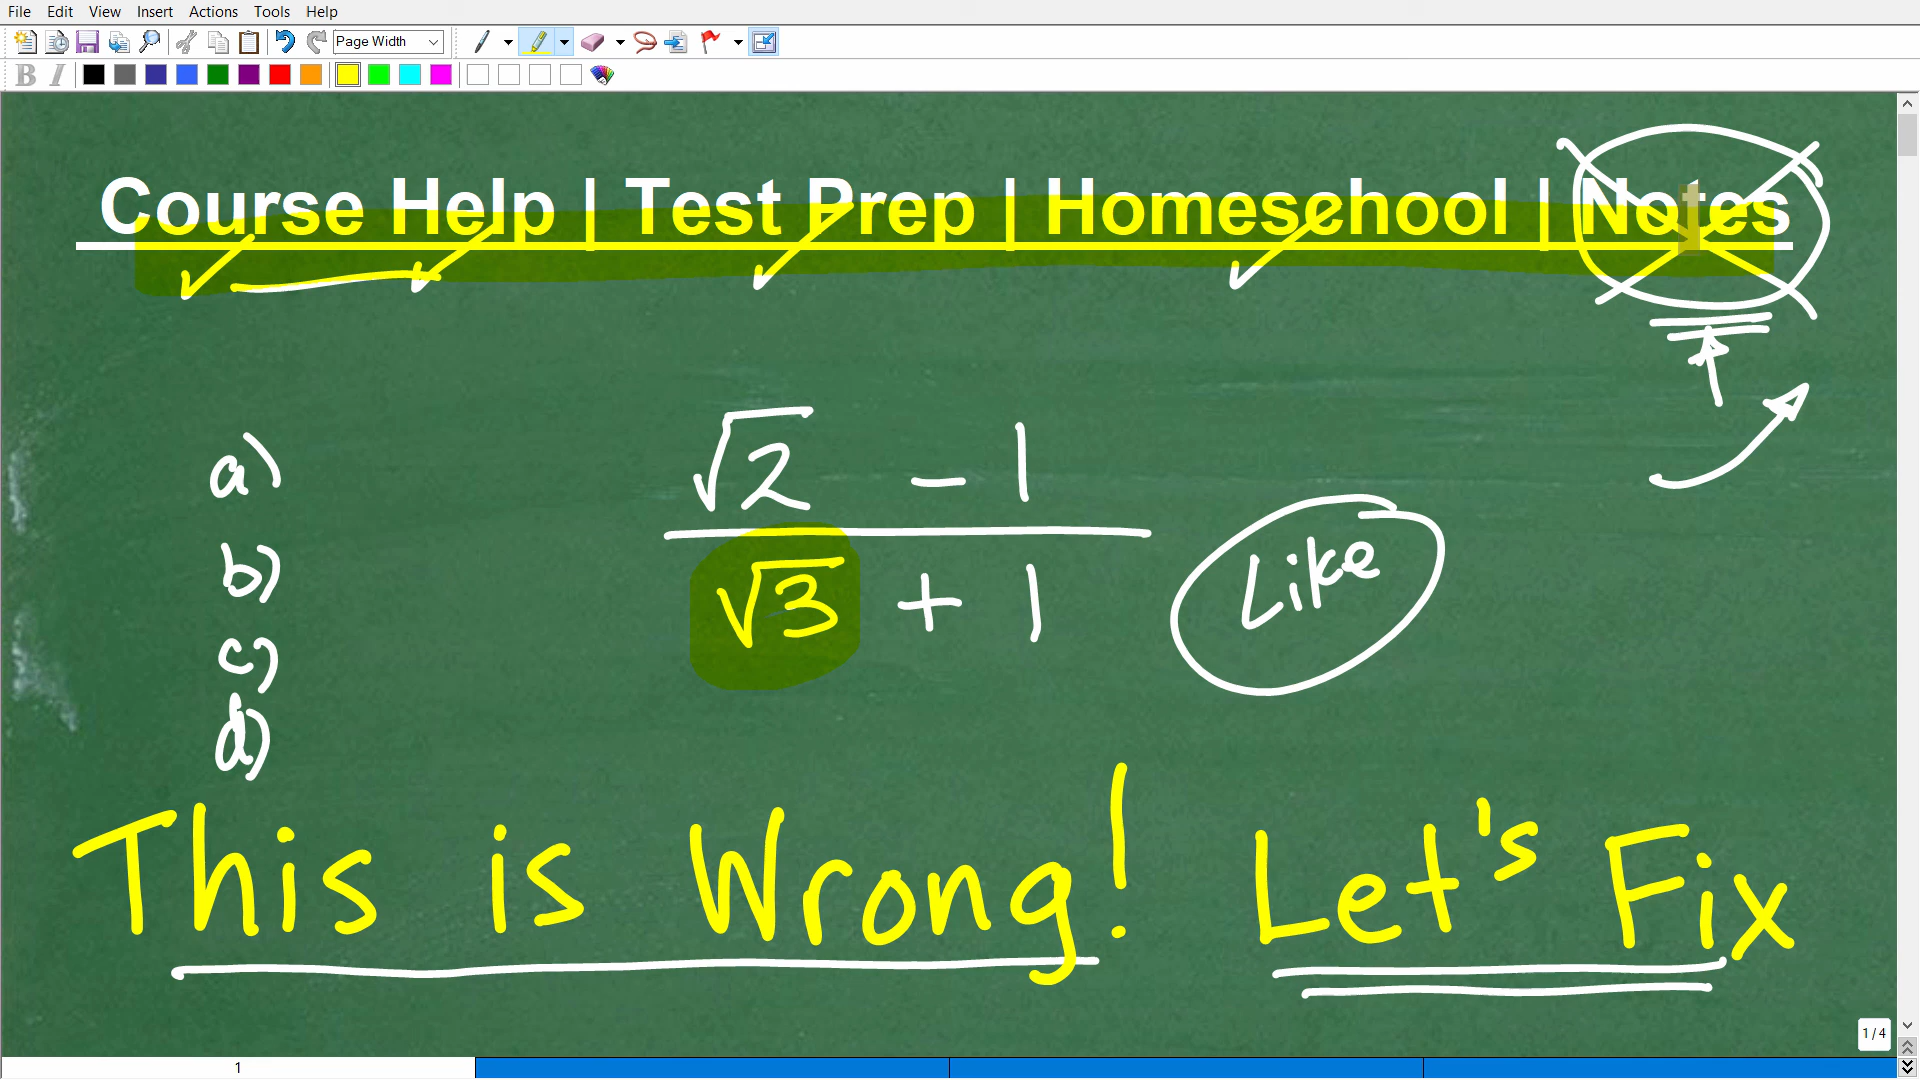 File Edit View Insert Actions Tools Help
Page Width
B I
Course Help | Test Prep | Homeschool | Notes
a)
b)
c)
d)
√2 - 1
√3 + 1
Like
This is Wrong! Let's Fix
1 / 4
1